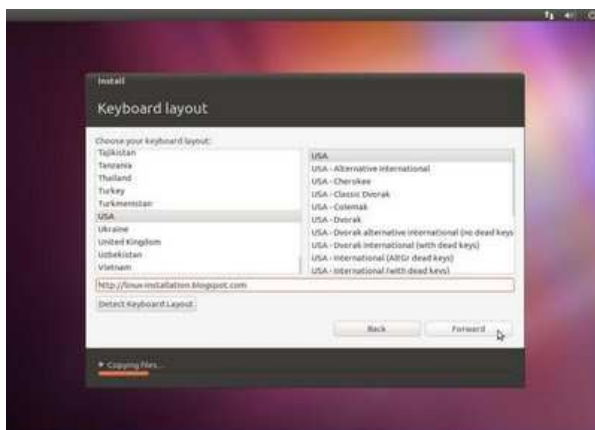 Install
Keyboard layout
Choose your keyboard layout:
Tajikistan
Tanzania
Thailand
Turkey
Turkmenistan
USA
Ukraine
United Kingdom
Uzbekistan
Vietnam
USA
USA - Alternative international
USA - Cherokee
USA - Classic Dvorak
USA - Colemak
USA - Dvorak
USA - Dvorak alternative international (no dead keys
USA - Dvorak international (with dead keys)
USA - International (AltGr dead keys)
USA - International (with dead keys)
http://linux-installation.blogspot.com
Detect Keyboard Layout
Back
Forward
Copying files...